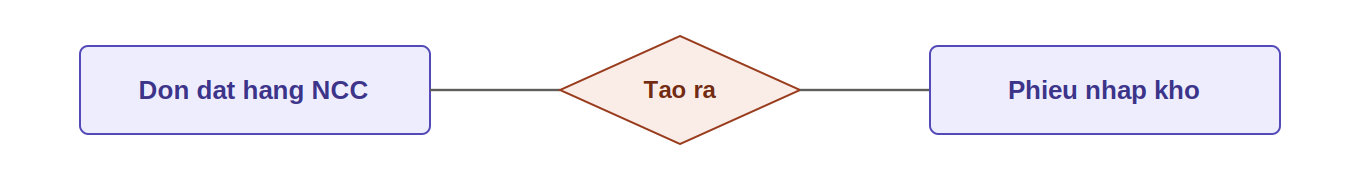 Don dat hang NCC
Tao ra
Phieu nhap kho